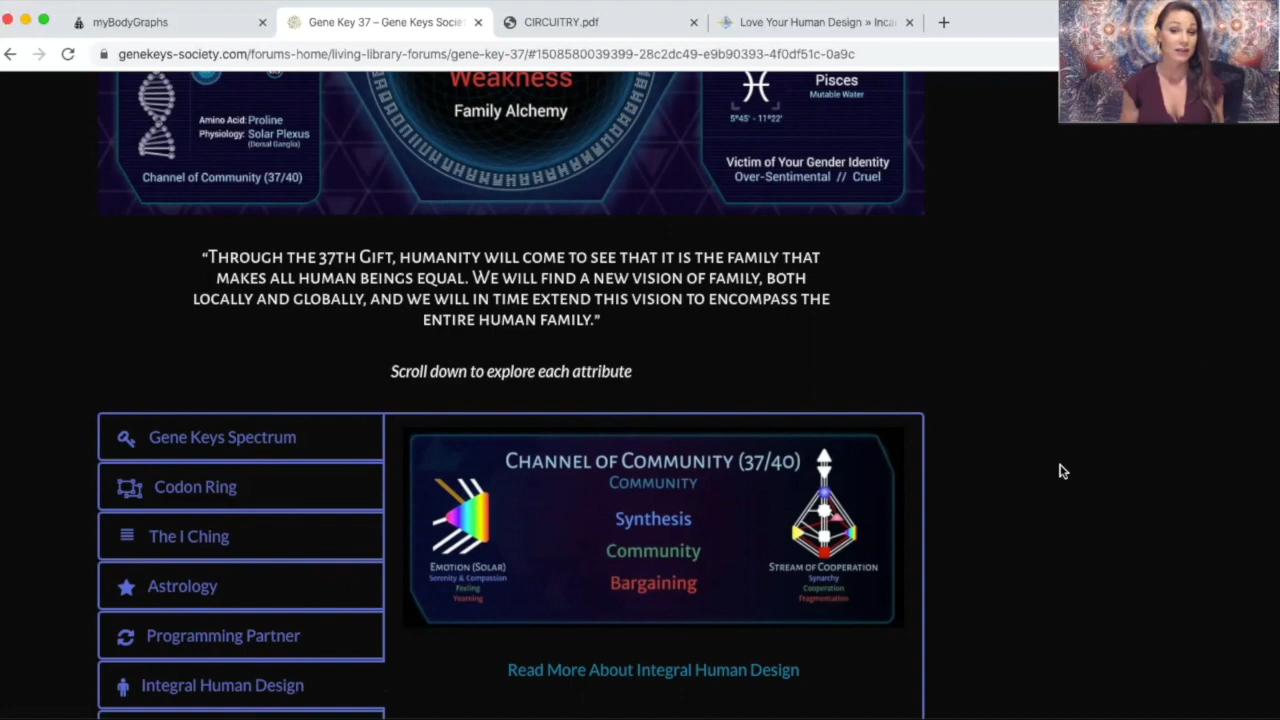 myBodyGraphs
Gene Key 37 – Gene Keys Socie
CIRCUITRY.pdf
Love Your Human Design » Inca
genekeys-society.com/forums-home/living-library-forums/gene-key-37/#1508580039399-28c2dc49-e9b90393-4f0df51c-0a9c
Weakness
Family Alchemy
Amino Acid: Proline
Physiology: Solar Plexus
(Dorsal Ganglia)
Channel of Community (37/40)
Pisces
Mutable Water
5º45' - 11º22'
Victim of Your Gender Identity
Over-Sentimental // Cruel
“Through the 37th Gift, humanity will come to see that it is the family that
makes all human beings equal. We will find a new vision of family, both
locally and globally, and we will in time extend this vision to encompass the
entire human family.”
Scroll down to explore each attribute
Gene Keys Spectrum
Codon Ring
The I Ching
Astrology
Programming Partner
Integral Human Design
Channel of Community (37/40)
Community
Synthesis
Community
Bargaining
Emotion (Solar)
Serenity & Compassion
Feeling
Yearning
Stream of Cooperation
Synarchy
Cooperation
Fragmentation
Read More About Integral Human Design